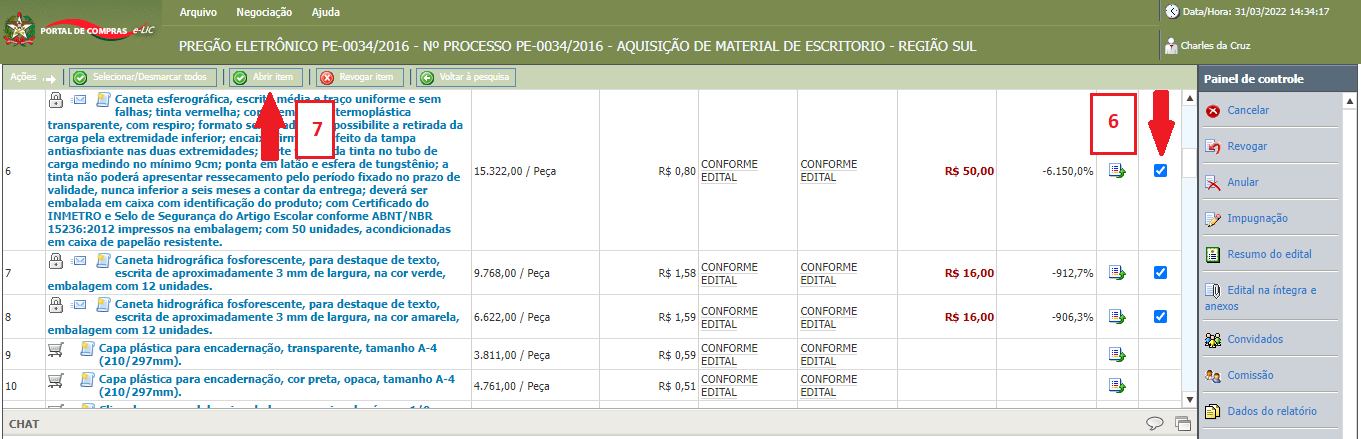 Arquivo Negociação Ajuda
Data/Hora: 31/03/2022 14:34:17
PORTAL DE COMPRAS e-LIC
PREGÃO ELETRÔNICO PE-0034/2016 - Nº PROCESSO PE-0034/2016 - AQUISIÇÃO DE MATERIAL DE ESCRITORIO - REGIÃO SUL
Charles da Cruz
Ações Selecionar/Desmarcar todos Abrir item Revogar item Voltar à pesquisa
Painel de controle
Caneta esferográfica, escrita média e traço uniforme e sem
falhas; tinta vermelha; termoplástica
transparente, com respiro; formato possibilite a retirada da
carga pela extremidade inferior; efeito da tampa
antiasfixiante nas duas extremidades; da tinta no tubo de
carga medindo no mínimo 9cm; ponta em latão e esfera de tungstênio; a
tinta não poderá apresentar ressecamento pelo período fixado no prazo de
validade, nunca inferior a seis meses a contar da entrega; deverá ser
embalada em caixa com identificação do produto; com Certificado do
INMETRO e Selo de Segurança do Artigo Escolar conforme ABNT/NBR
15236:2012 impressos na embalagem; com 50 unidades, acondicionadas
em caixa de papelão resistente.
7
6
6 15.322,00 / Peça R$ 0,80 CONFORME EDITAL CONFORME EDITAL R$ 50,00 -6.150,0%
7 Caneta hidrográfica fosforescente, para destaque de texto,
escrita de aproximadamente 3 mm de largura, na cor verde,
embalagem com 12 unidades.
9.768,00 / Peça R$ 1,58 CONFORME EDITAL CONFORME EDITAL R$ 16,00 -912,7%
8 Caneta hidrográfica fosforescente, para destaque de texto,
escrita de aproximadamente 3 mm de largura, na cor amarela,
embalagem com 12 unidades.
6.622,00 / Peça R$ 1,59 CONFORME EDITAL CONFORME EDITAL R$ 16,00 -906,3%
9 Capa plástica para encadernação, transparente, tamanho A-4
(210/297mm).
3.811,00 / Peça R$ 0,59 CONFORME EDITAL CONFORME EDITAL
10 Capa plástica para encadernação, cor preta, opaca, tamanho A-4
(210/297mm).
4.761,00 / Peça R$ 0,51 CONFORME EDITAL CONFORME EDITAL
CHAT
Cancelar
Revogar
Anular
Impugnação
Resumo do edital
Edital na íntegra e
anexos
Convidados
Comissão
Dados do relatório